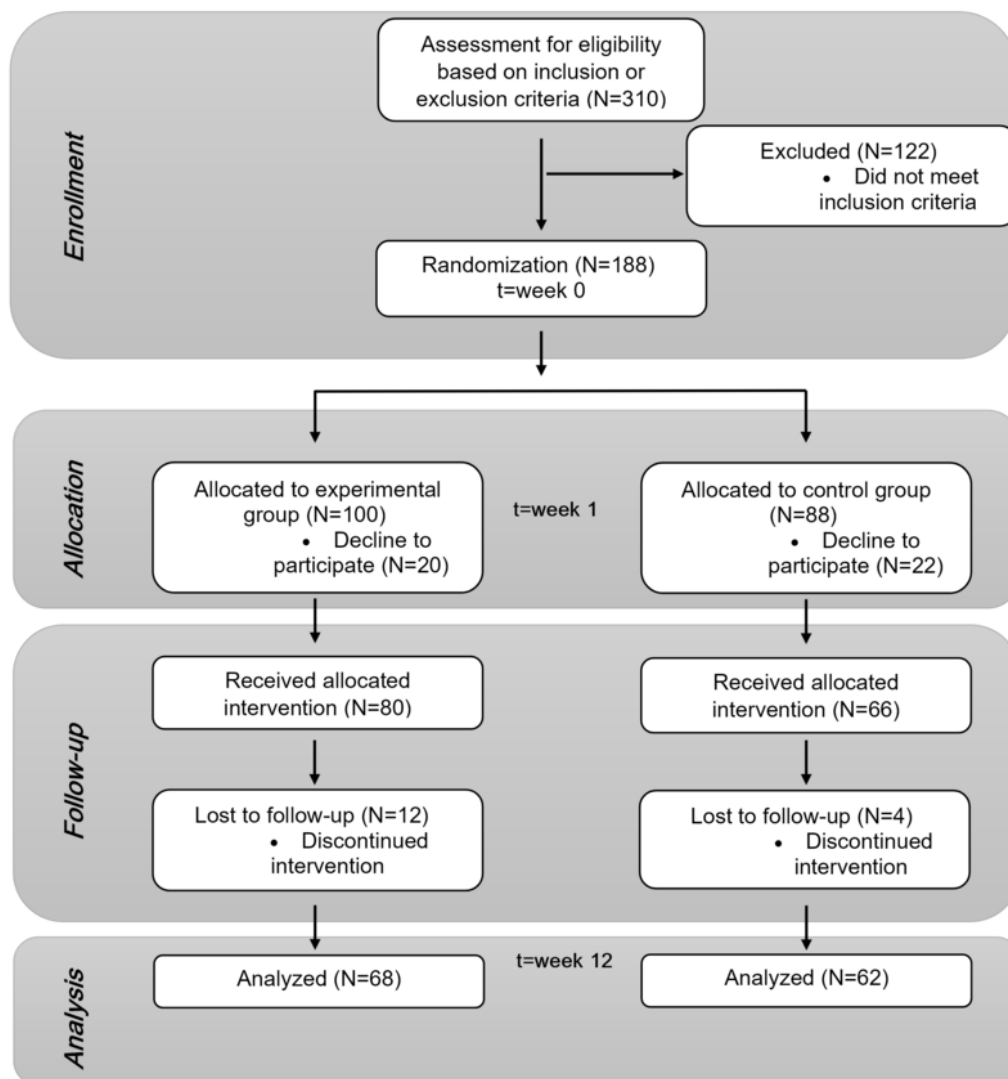 Enrollment
Assessment for eligibility
based on inclusion or
exclusion criteria (N=310)
Excluded (N=122)
• Did not meet
inclusion criteria
Randomization (N=188)
t=week 0
Allocation
Allocated to experimental
group (N=100)
• Decline to
participate (N=20)
t=week 1
Allocated to control group
(N=88)
• Decline to
participate (N=22)
Follow-up
Received allocated
intervention (N=80)
Received allocated
intervention (N=66)
Lost to follow-up (N=12)
• Discontinued
intervention
Lost to follow-up (N=4)
• Discontinued
intervention
Analysis
Analyzed (N=68)
t=week 12
Analyzed (N=62)